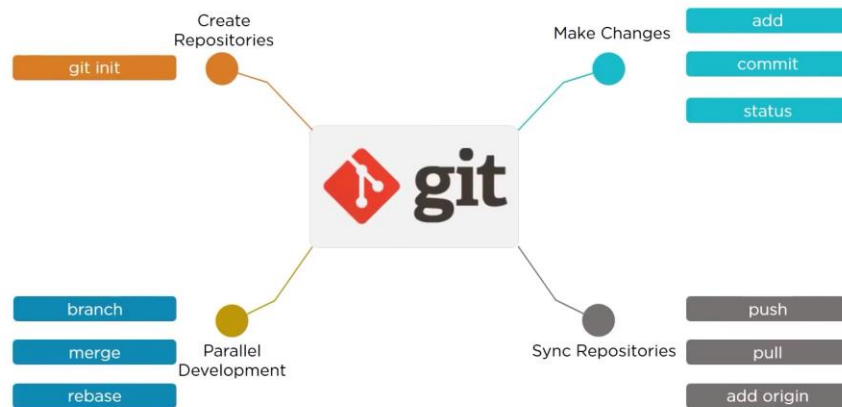 Create
Repositories
git init
Make Changes
add
commit
status
git
branch
merge
rebase
Parallel
Development
Sync Repositories
push
pull
add origin